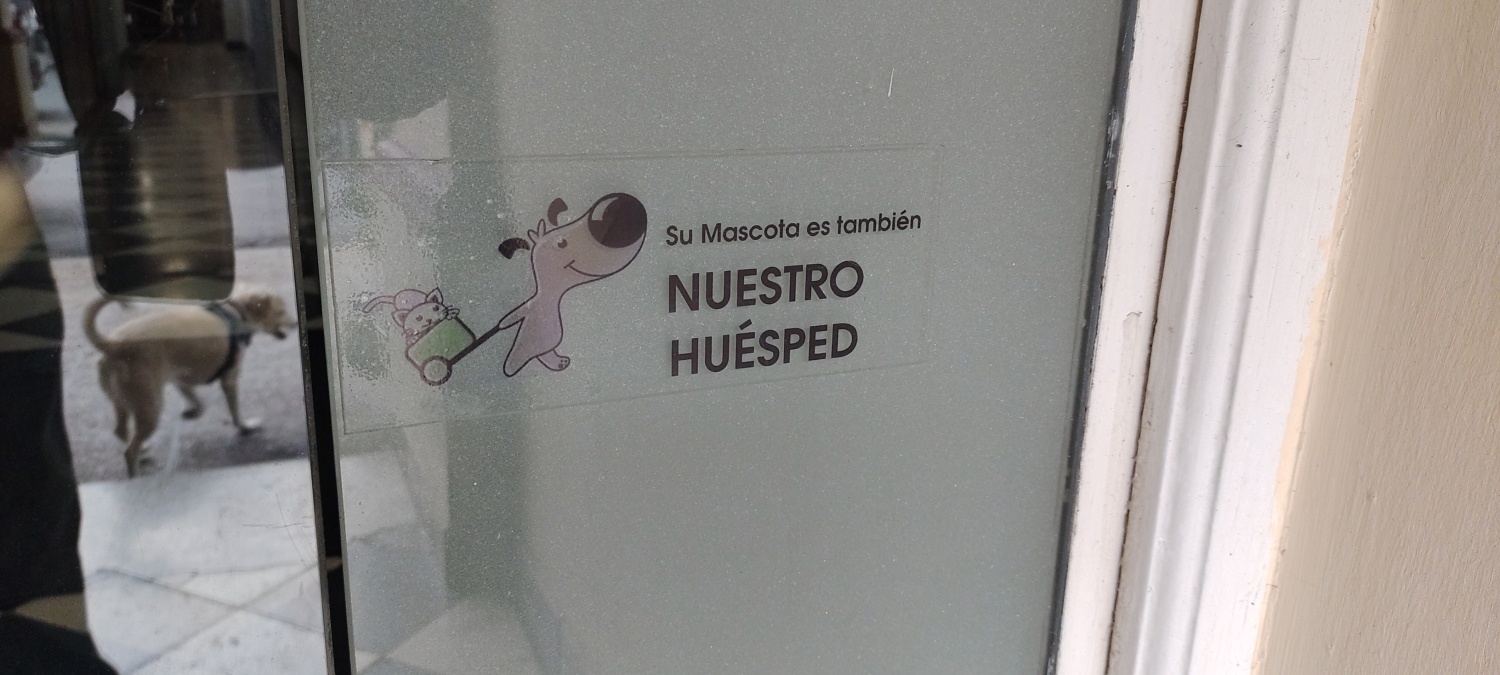 Su Mascota es también
NUESTRO
HUÉSPED